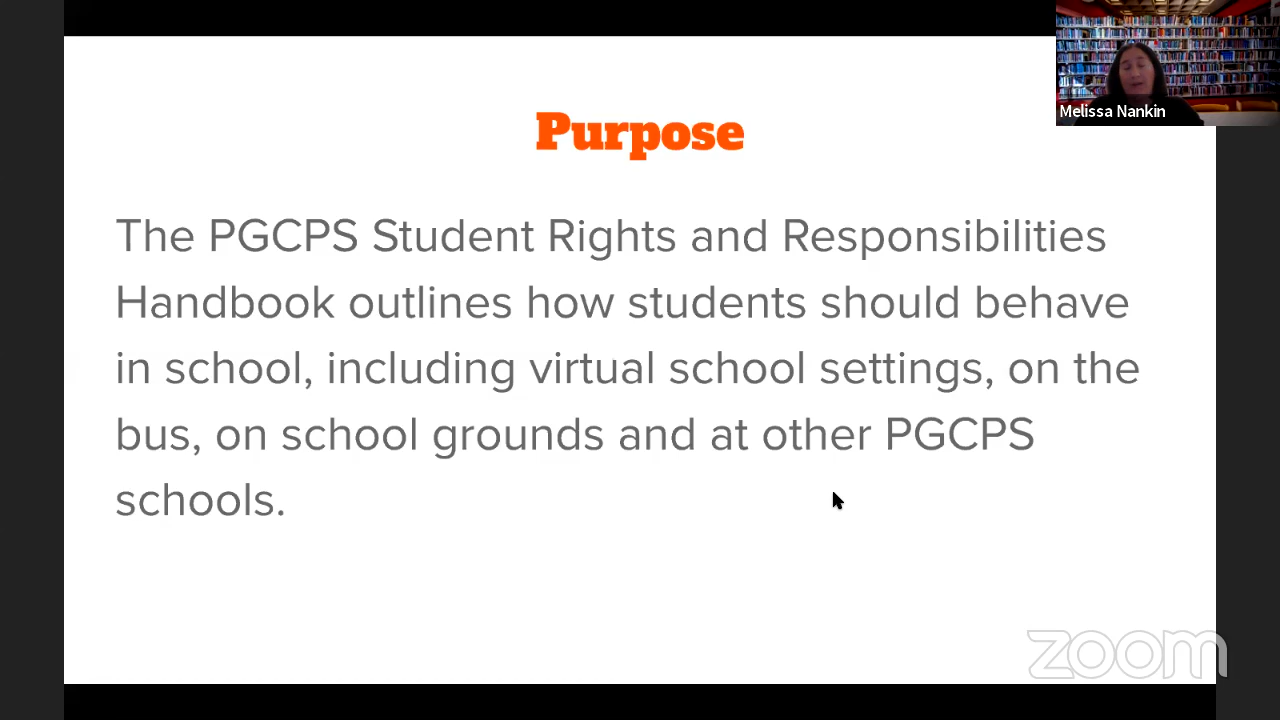 Purpose
The PGCPS Student Rights and Responsibilities
Handbook outlines how students should behave
in school, including virtual school settings, on the
bus, on school grounds and at other PGCPS
schools.
Melissa Nankin
zoom